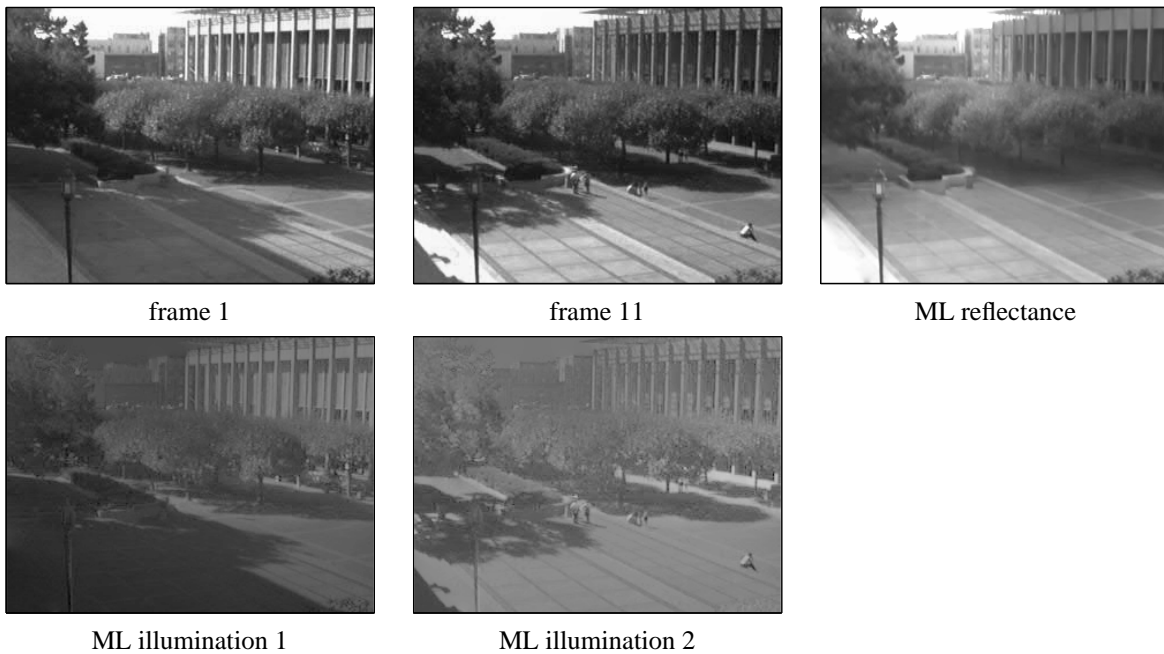 frame 1
frame 11
ML reflectance
ML illumination 1
ML illumination 2